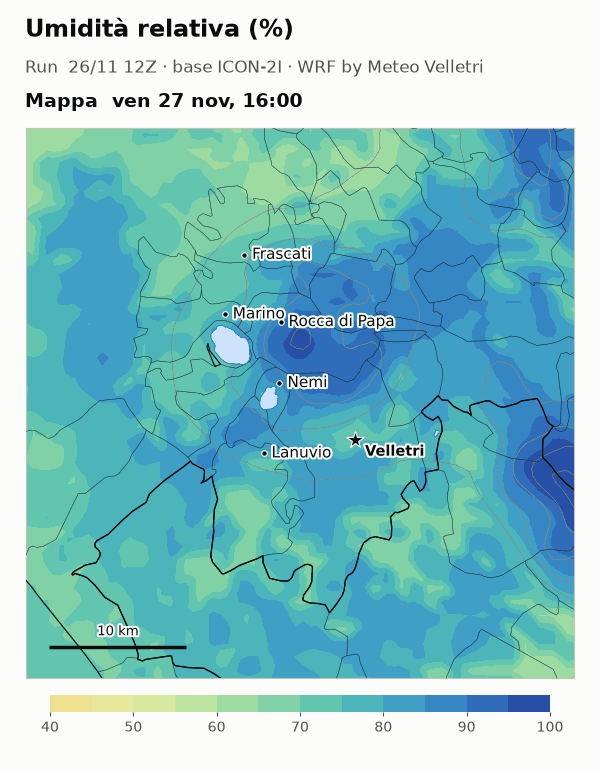 Umidità relativa (%)
Run 26/11 12Z · base ICON-2I · WRF by Meteo Velletri
Mappa ven 27 nov, 16:00
Frascati
Marino
Rocca di Papa
Nemi
Velletri
Lanuvio
10 km
40 50 60 70 80 90 100